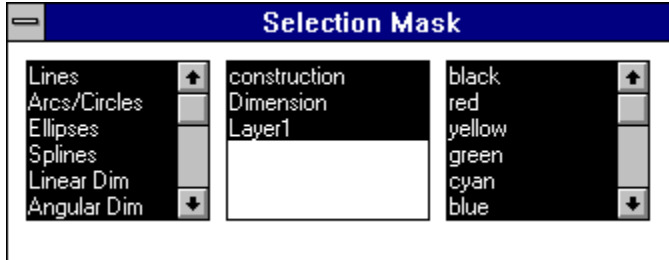 Selection Mask
Lines
Arcs/Circles
Ellipses
Splines
Linear Dim
Angular Dim
construction
Dimension
Layer1
black
red
yellow
green
cyan
blue